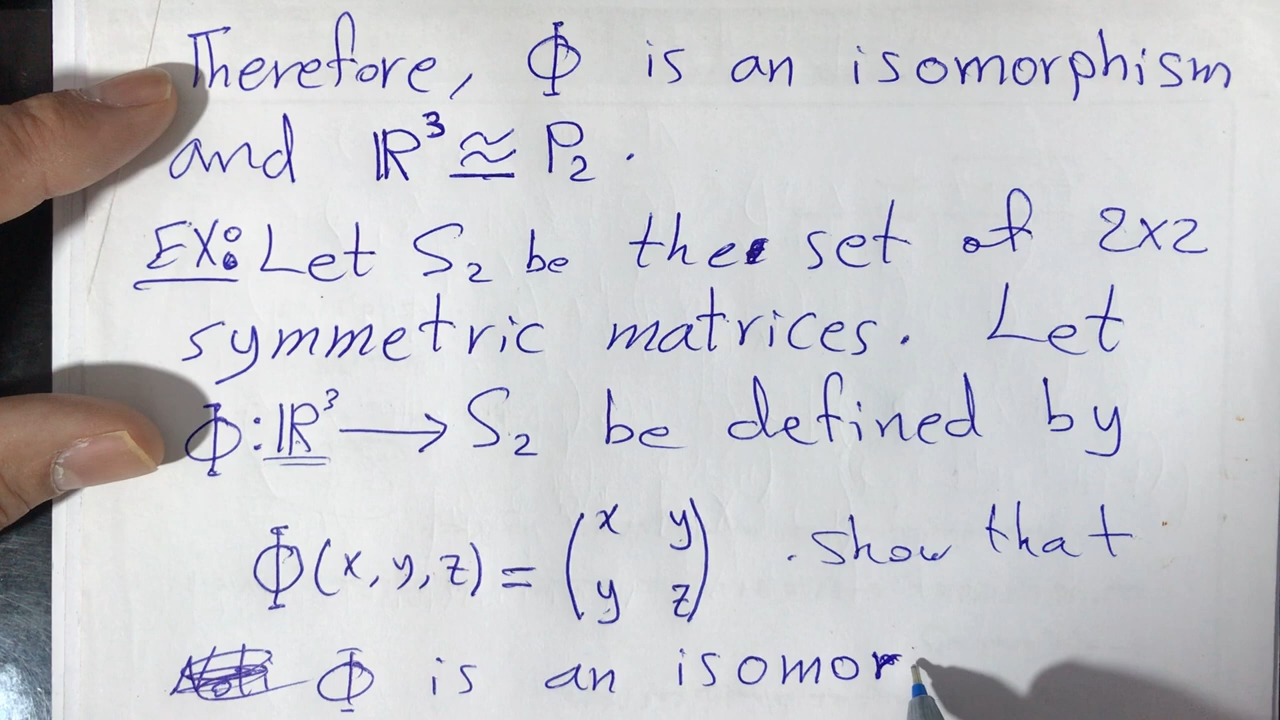 Therefore, Φ is an isomorphism
and ℝ³ ≅ P₂ .
EX: Let S₂ be the set of 2x2
symmetric matrices. Let
Φ: ℝ³ ⟶ S₂ be defined by
Φ(x, y, z) = (x y / y z) . show that
Φ is an isomor